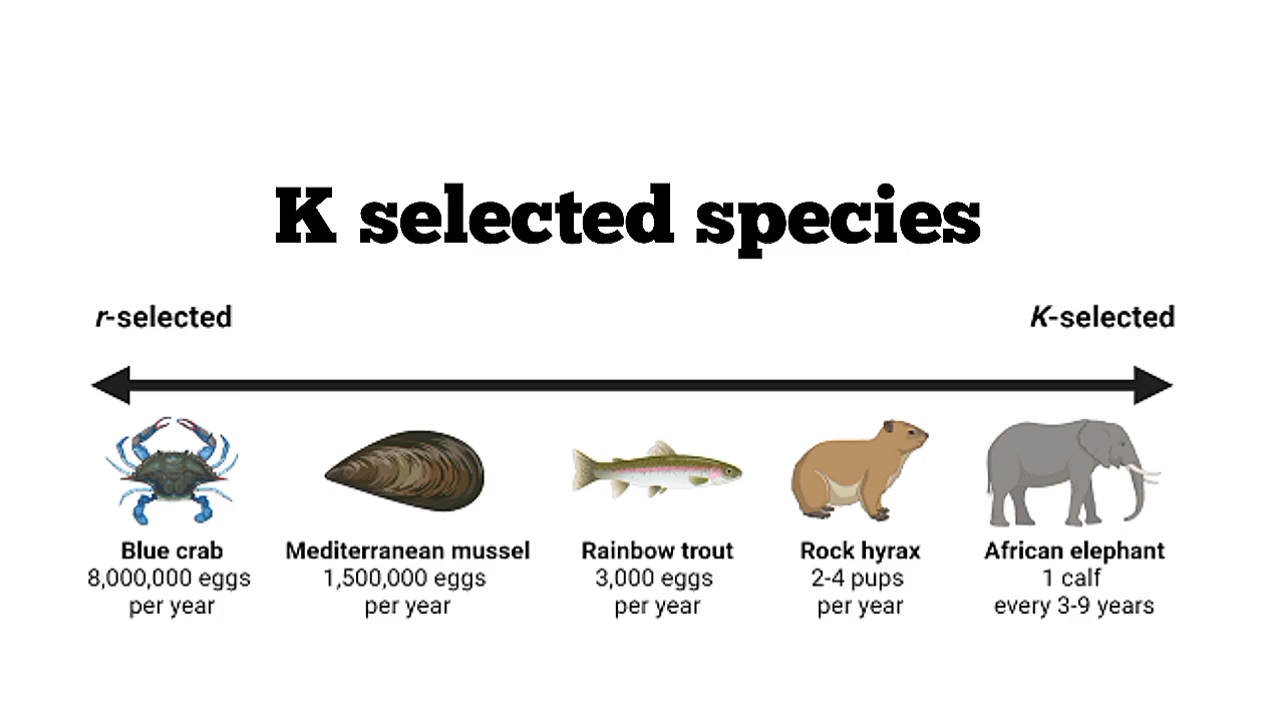 K selected species
r-selected
K-selected
Blue crab
8,000,000 eggs
per year
Mediterranean mussel
1,500,000 eggs
per year
Rainbow trout
3,000 eggs
per year
Rock hyrax
2-4 pups
per year
African elephant
1 calf
every 3-9 years